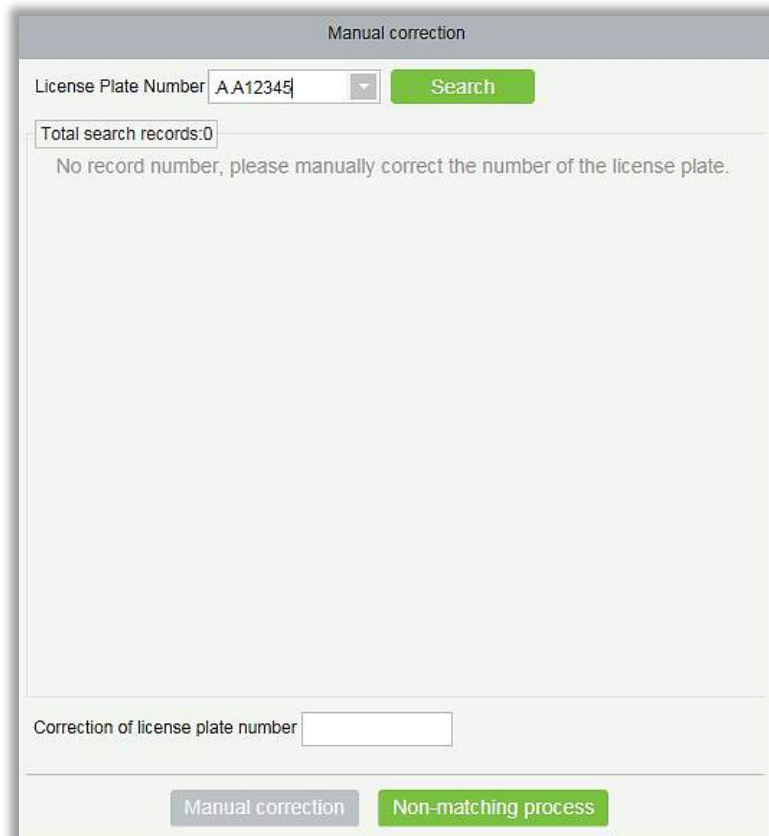 Manual correction
License Plate Number A.A12345 Search
Total search records:0
No record number, please manually correct the number of the license plate.
Correction of license plate number
Manual correction Non-matching process